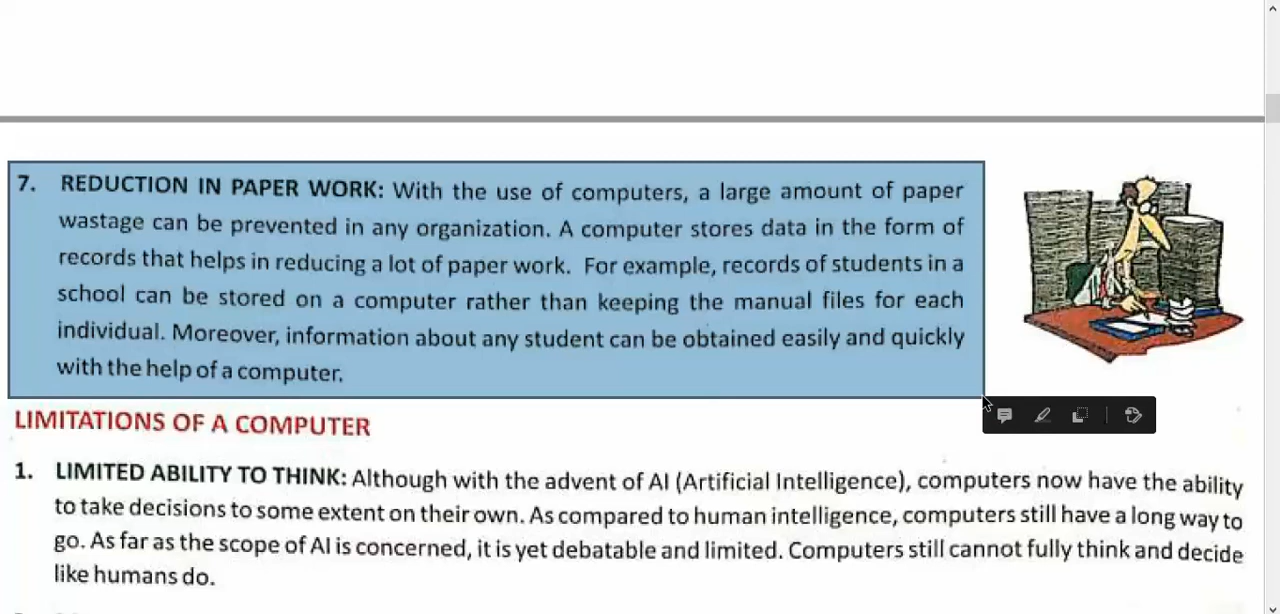 7. REDUCTION IN PAPER WORK: With the use of computers, a large amount of paper
wastage can be prevented in any organization. A computer stores data in the form of
records that helps in reducing a lot of paper work. For example, records of students in a
school can be stored on a computer rather than keeping the manual files for each
individual. Moreover, information about any student can be obtained easily and quickly
with the help of a computer.
LIMITATIONS OF A COMPUTER
1. LIMITED ABILITY TO THINK: Although with the advent of AI (Artificial Intelligence), computers now have the ability
to take decisions to some extent on their own. As compared to human intelligence, computers still have a long way to
go. As far as the scope of AI is concerned, it is yet debatable and limited. Computers still cannot fully think and decide
like humans do.